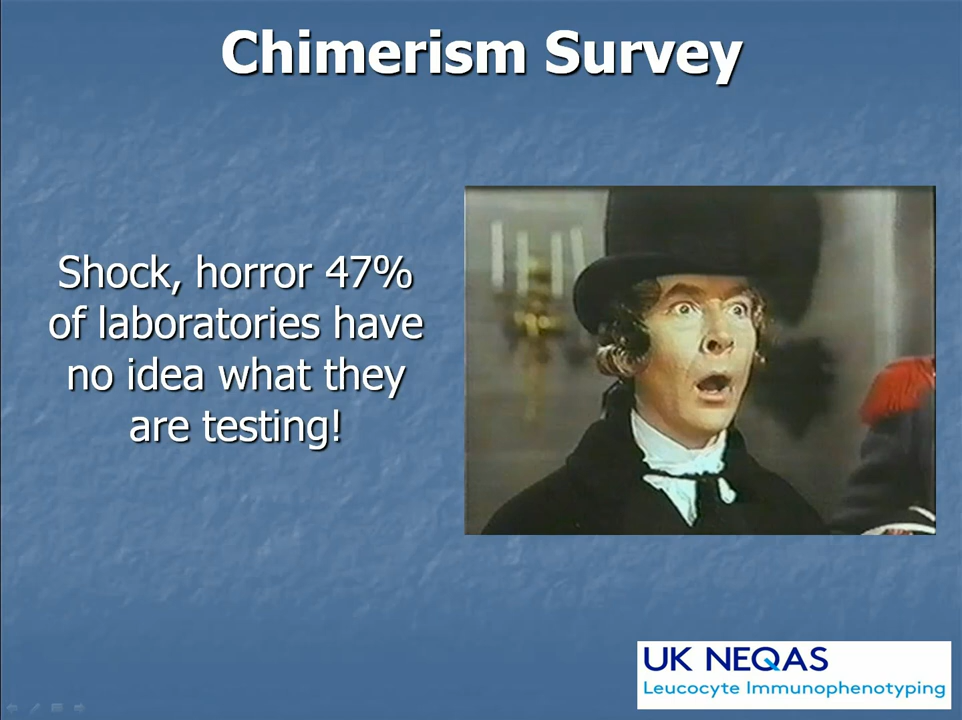 Chimerism Survey
Shock, horror 47%
of laboratories have
no idea what they
are testing!
UK NEQAS
Leucocyte Immunophenotyping